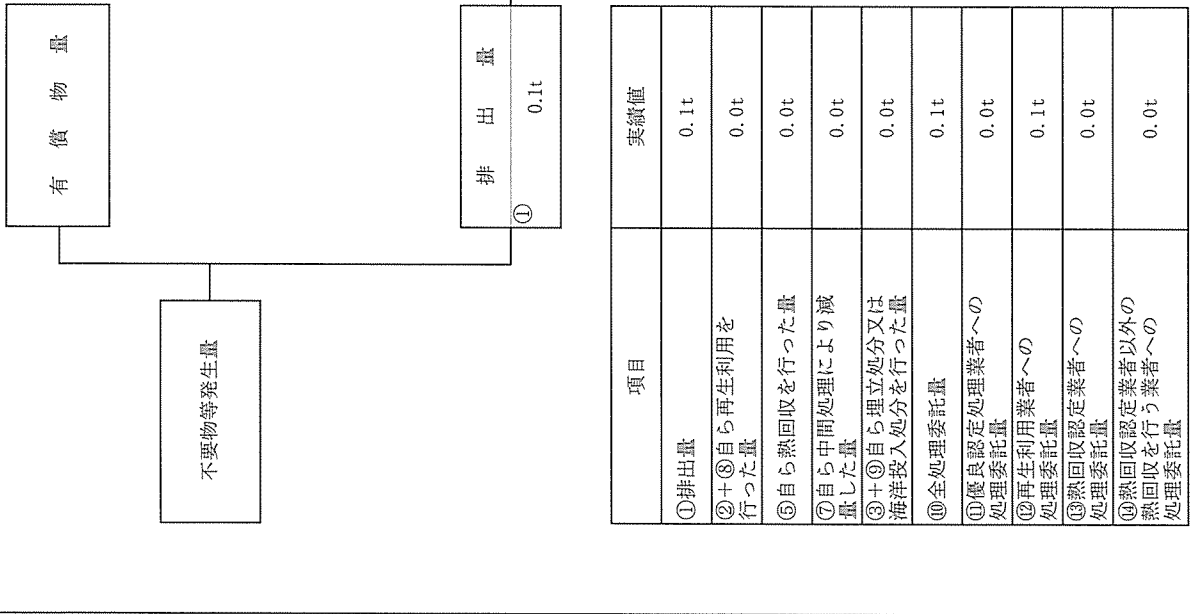 有償物量
不要物等発生量
排出量
①
0.1t
項目
実績値
①排出量
0.1t
②＋⑧自ら再生利用を
行った量
0.0t
⑤自ら熱回収を行った量
0.0t
⑦自ら中間処理により減
量した量
0.0t
③＋⑨自ら埋立処分又は
海洋投入処分を行った量
0.0t
⑩全処理委託量
0.1t
⑪優良認定処理業者への
処理委託量
0.0t
⑫再生利用業者への
処理委託量
0.1t
⑬熱回収認定業者への
処理委託量
0.0t
⑭熱回収認定業者以外の
熱回収を行う業者への
処理委託量
0.0t